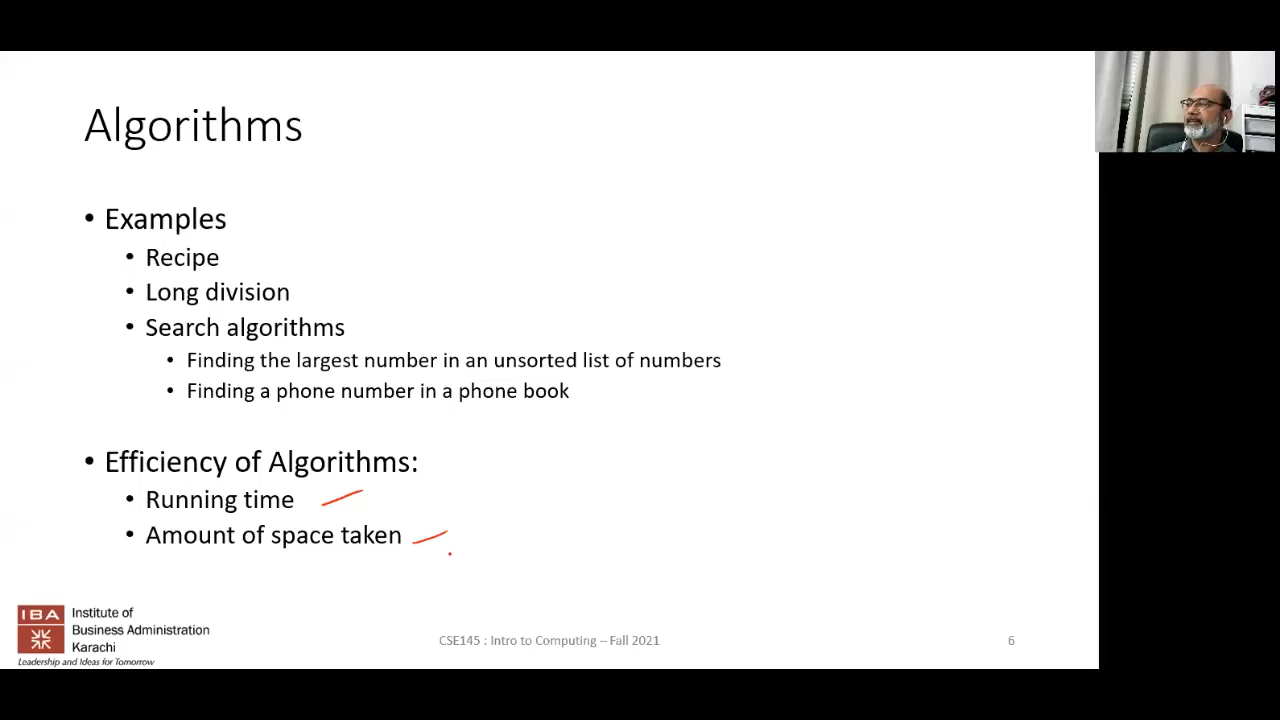 Algorithms
• Examples
• Recipe
• Long division
• Search algorithms
• Finding the largest number in an unsorted list of numbers
• Finding a phone number in a phone book
• Efficiency of Algorithms:
• Running time
• Amount of space taken
IBA
Institute of
Business Administration
Karachi
Leadership and Ideas for Tomorrow
CSE145 : Intro to Computing – Fall 2021
6